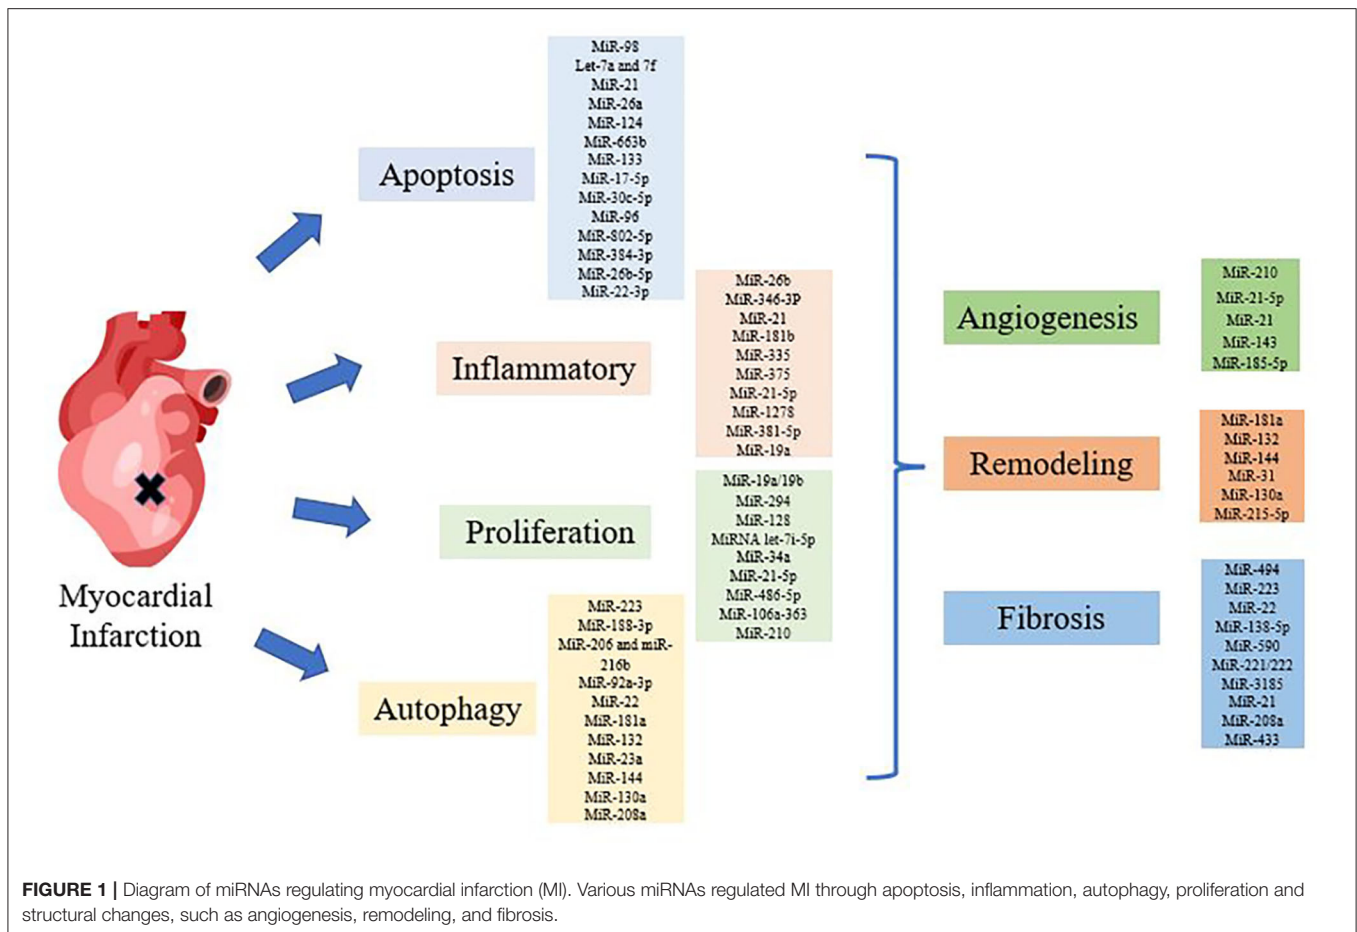 MiR-98
Let-7a and 7f
MiR-21
MiR-26a
MiR-124
MiR-663b
MiR-133
MiR-17-5p
MiR-30c-5p
MiR-96
MiR-802-5p
MiR-384-3p
MiR-26b-5p
MiR-22-3p
Apoptosis
MiR-26b
MiR-346-3P
MiR-21
MiR-181b
MiR-335
MiR-375
MiR-21-5p
MiR-1278
MiR-381-5p
MiR-19a
Inflammatory
MiR-19a/19b
MiR-294
MiR-128
MiRNA let-7i-5p
MiR-34a
MiR-21-5p
MiR-486-5p
MiR-106a-363
MiR-210
Proliferation
Myocardial
Infarction
MiR-223
MiR-188-3p
MiR-206 and miR-
216b
MiR-92a-3p
MiR-22
MiR-181a
MiR-132
MiR-23a
MiR-144
MiR-130a
MiR-208a
Autophagy
Angiogenesis
MiR-210
MiR-21-5p
MiR-21
MiR-143
MiR-185-5p
Remodeling
MiR-181a
MiR-132
MiR-144
MiR-31
MiR-130a
MiR-215-5p
Fibrosis
MiR-494
MiR-223
MiR-22
MiR-138-5p
MiR-590
MiR-221/222
MiR-3185
MiR-21
MiR-208a
MiR-433
FIGURE 1 | Diagram of miRNAs regulating myocardial infarction (MI). Various miRNAs regulated MI through apoptosis, inflammation, autophagy, proliferation and
structural changes, such as angiogenesis, remodeling, and fibrosis.